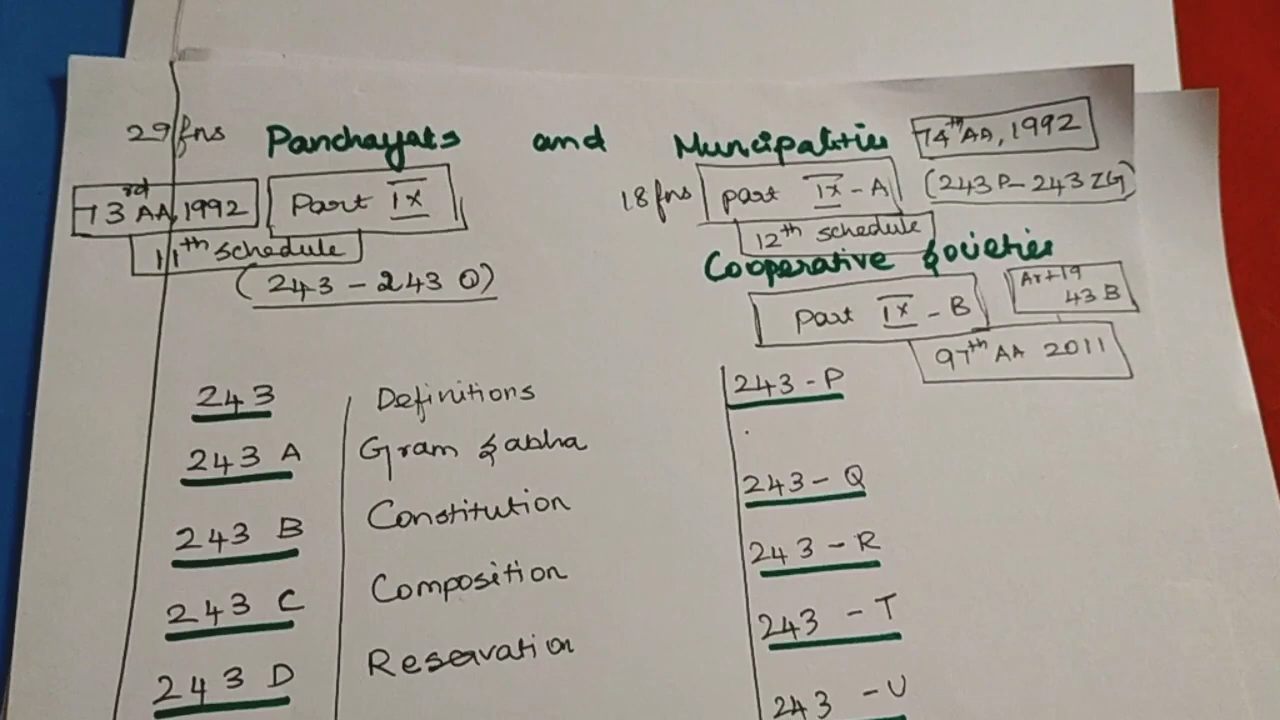 29 fns Panchayats and Muncipalities 74th AA, 1992
73rd AA, 1992 Part IX 18 fns part IX - A (243 P - 243 ZG)
11th schedule 12th schedule
(243 - 243 O) Cooperative Societies
Part IX - B Art 19 43 B
97th AA 2011
243 Definitions 243 - P
243 A Gram Sabha
243 B Constitution 243 - Q
243 C Composition 243 - R
243 D Reservation 243 - T
243 - U